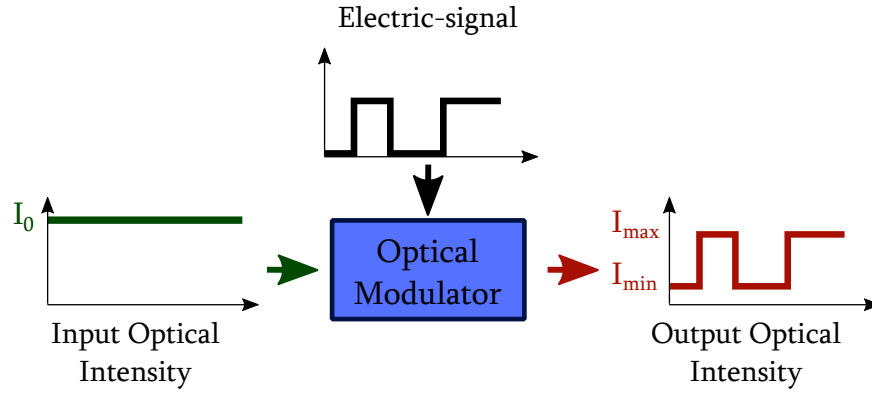 Electric-signal
I₀
Optical
Modulator
Iₘₐₓ
Iₘᵢₙ
Input Optical
Intensity
Output Optical
Intensity